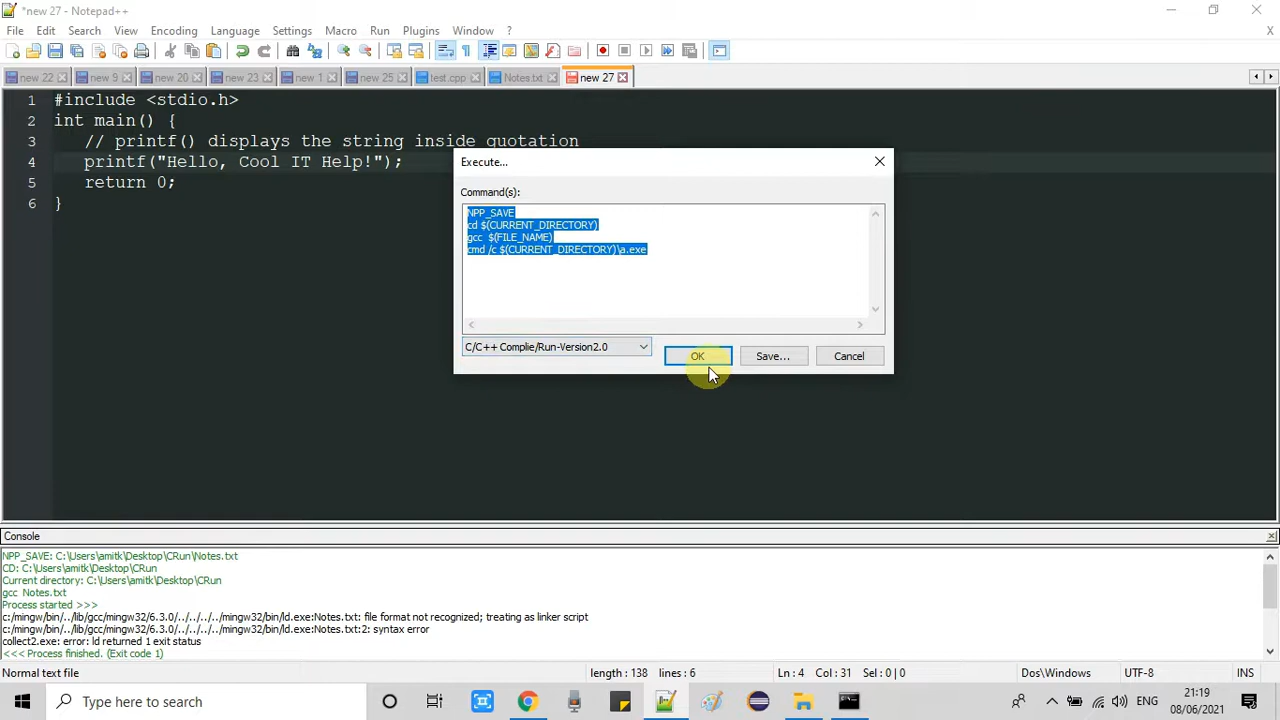 *new 27 - Notepad++
File Edit Search View Encoding Language Settings Tools Macro Run Plugins Window ?
new 22 new 9 new 20 new 23 new 1 new 25 test.cpp Notes.txt new 27
1 #include <stdio.h>
2 int main() {
3 // printf() displays the string inside quotation
4 printf("Hello, Cool IT Help!");
5 return 0;
6 }
Execute...
Command(s):
NPP_SAVE
cd $(CURRENT_DIRECTORY)
gcc $(FILE_NAME)
cmd /c $(CURRENT_DIRECTORY)\a.exe
C/C++ Complie/Run-Version2.0
OK Save... Cancel
Console
NPP_SAVE: C:\Users\amitk\Desktop\CRun\Notes.txt
CD: C:\Users\amitk\Desktop\CRun
Current directory: C:\Users\amitk\Desktop\CRun
gcc Notes.txt
Process started >>>
c:/mingw/bin/../lib/gcc/mingw32/6.3.0/../../../../mingw32/bin/ld.exe:Notes.txt: file format not recognized; treating as linker script
c:/mingw/bin/../lib/gcc/mingw32/6.3.0/../../../../mingw32/bin/ld.exe:Notes.txt:2: syntax error
collect2.exe: error: ld returned 1 exit status
<<< Process finished. (Exit code 1)
Normal text file length : 138 lines : 6 Ln : 4 Col : 31 Sel : 0 | 0 Dos\Windows UTF-8 INS
Type here to search
ENG
21:19
08/06/2021